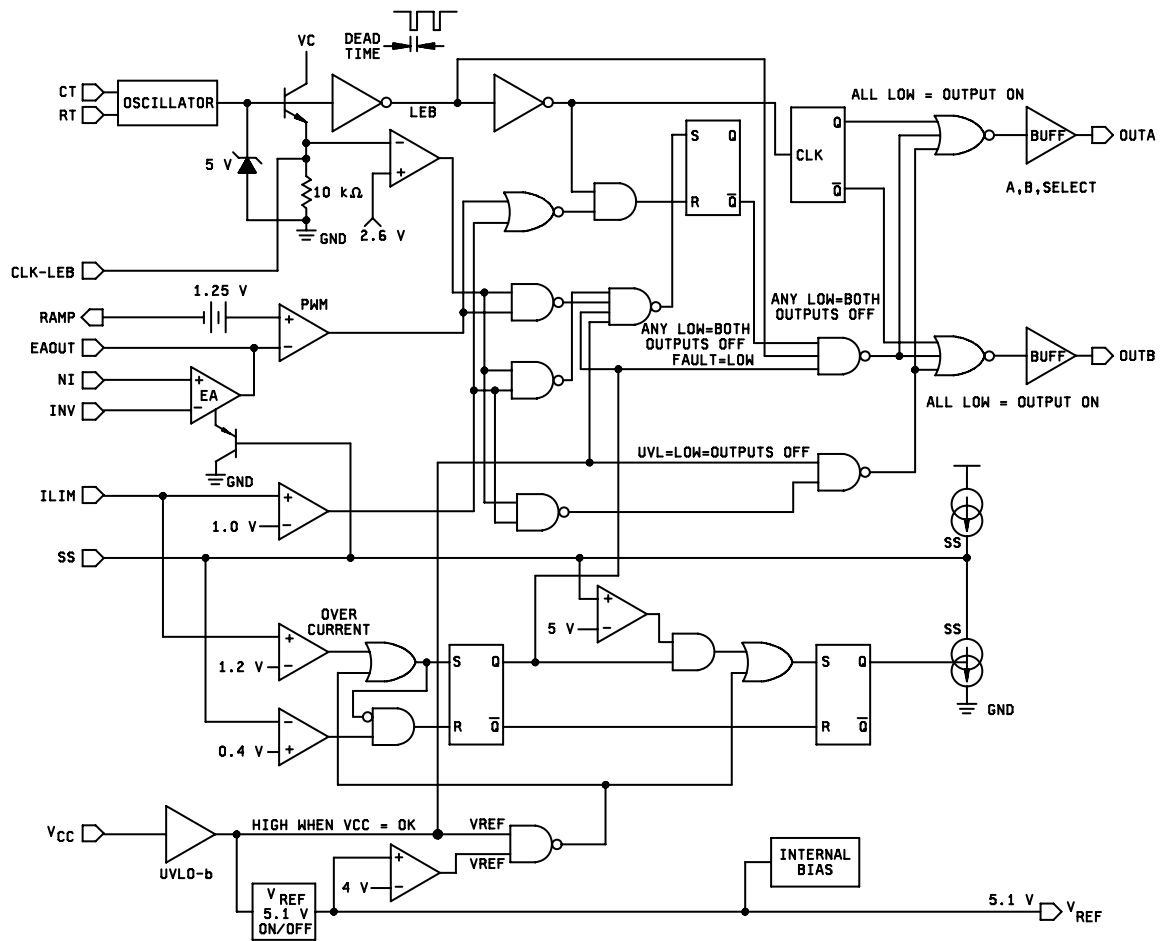 DEAD
TIME
VC
CT
RT
OSCILLATOR
LEB
5 V
10 kΩ
GND
2.6 V
S Q
R Q̅
CLK
Q
Q̅
ALL LOW = OUTPUT ON
BUFF
OUTA
A,B,SELECT
CLK-LEB
1.25 V
RAMP
PWM
+
−
EAOUT
NI
INV
+
−
EA
GND
ANY LOW=BOTH
OUTPUTS OFF
FAULT=LOW
ANY LOW=BOTH
OUTPUTS OFF
BUFF
OUTB
ALL LOW = OUTPUT ON
UVL=LOW=OUTPUTS OFF
ILIM
1.0 V
+
−
SS
SS
OVER
CURRENT
1.2 V
+
−
0.4 V
−
+
S Q
R Q̅
5 V
+
−
S Q
R Q̅
SS
GND
VCC
UVLO-b
HIGH WHEN VCC = OK
VREF
VREF
4 V
+
−
VREF
5.1 V
ON/OFF
INTERNAL
BIAS
5.1 V
VREF